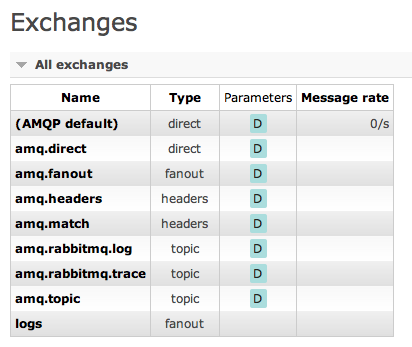 Exchanges
All exchanges
Name Type Parameters Message rate
(AMQP default) direct D 0/s
amq.direct direct D
amq.fanout fanout D
amq.headers headers D
amq.match headers D
amq.rabbitmq.log topic D
amq.rabbitmq.trace topic D
amq.topic topic D
logs fanout